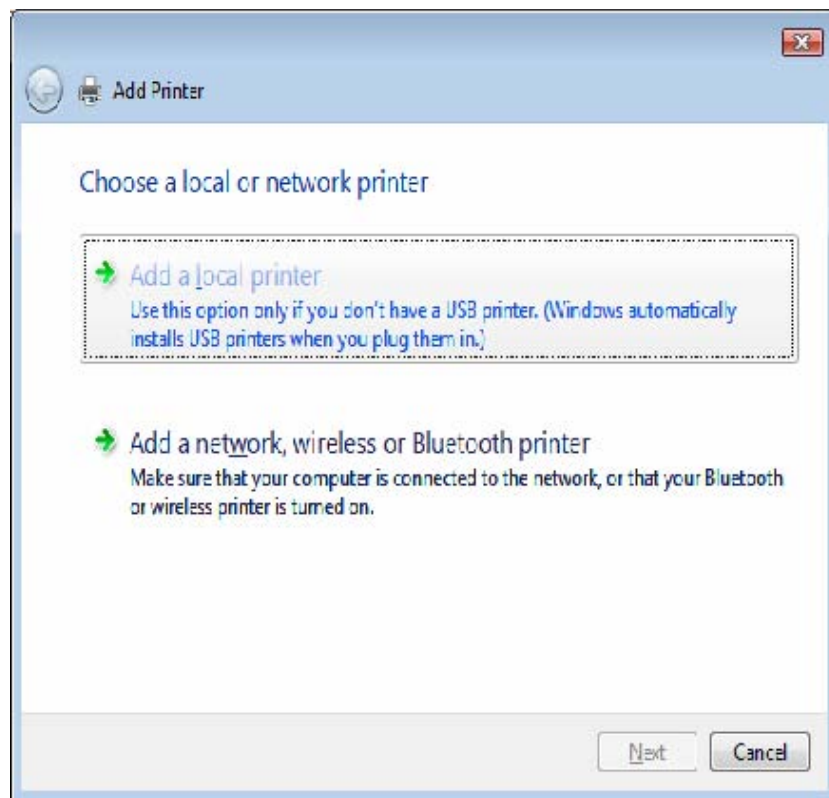 Add Printer
Choose a local or network printer
Add a local printer
Use this option only if you don't have a USB printer. (Windows automatically
installs USB printers when you plug them in.)
Add a network, wireless or Bluetooth printer
Make sure that your computer is connected to the network, or that your Bluetooth
or wireless printer is turned on.
Next
Cancel